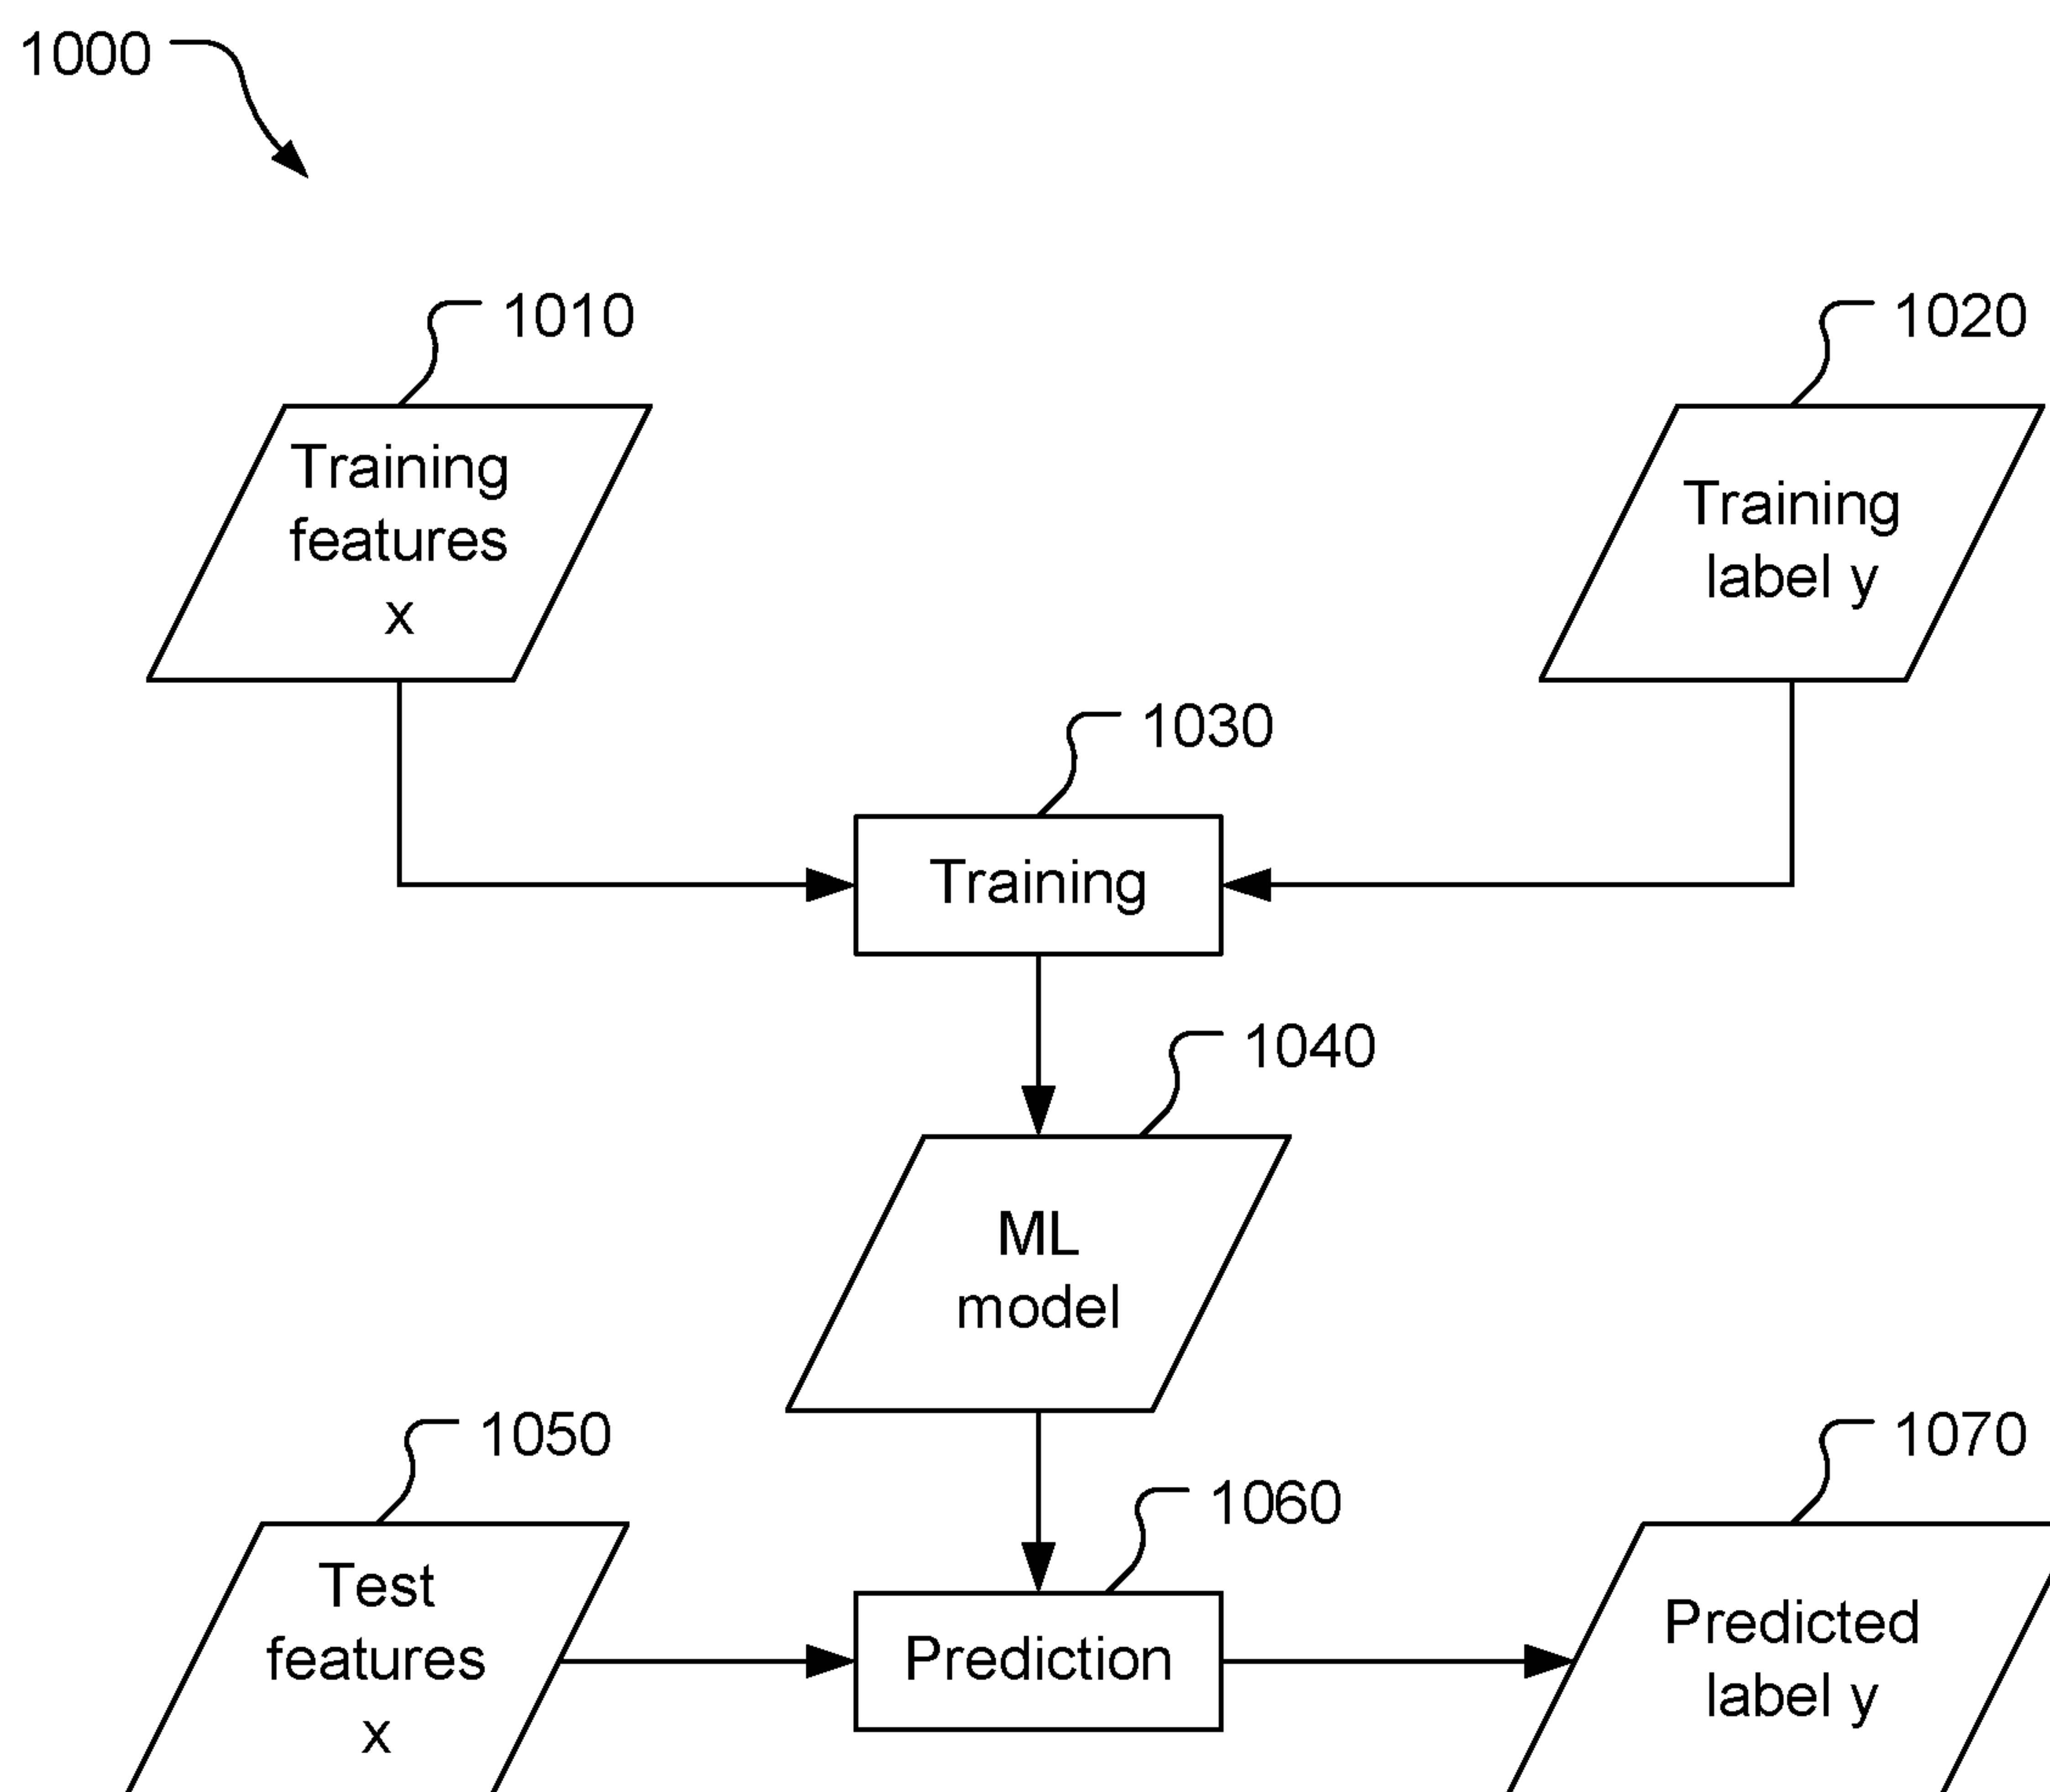 1000
1010
1020
Training
features
x
Training
label y
1030
Training
1040
ML
model
1050
1070
1060
Test
features
x
Prediction
Predicted
label y